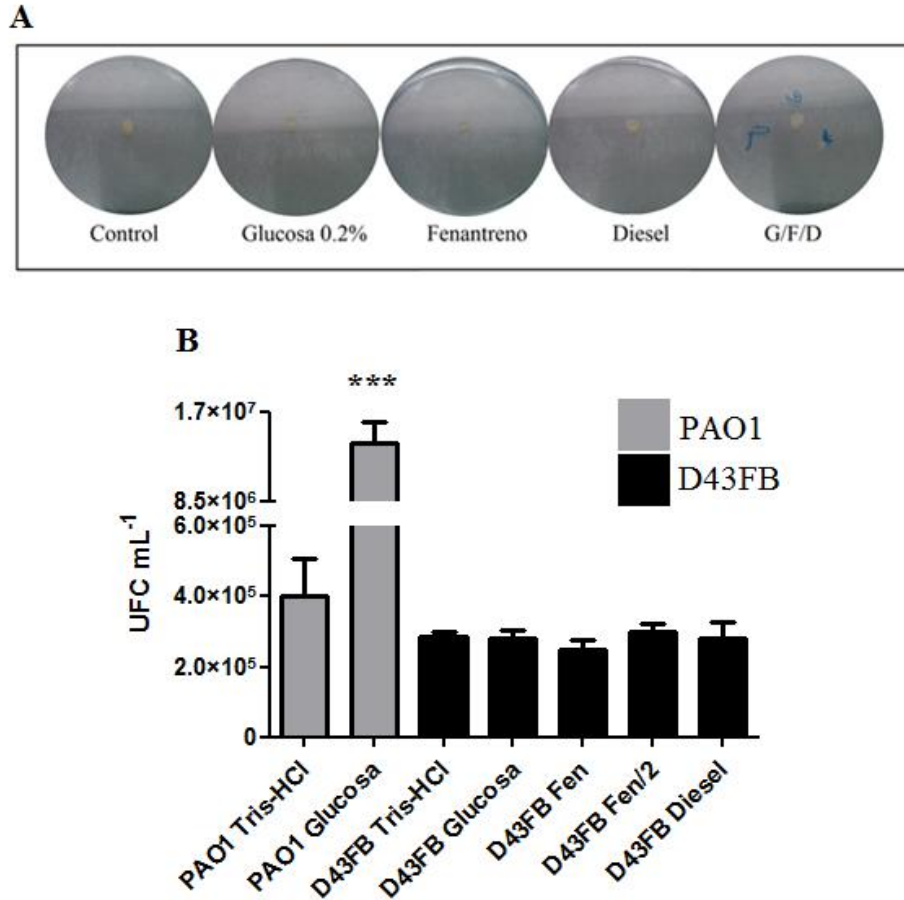 A
Control
Glucosa 0.2%
Fenantreno
Diesel
G/F/D
B
***
1.7×10⁷
8.5×10⁶
6.0×10⁵
4.0×10⁵
2.0×10⁵
0
UFC mL⁻¹
PAO1
D43FB
PAO1 Tris-HCl
PAO1 Glucosa
D43FB Tris-HCl
D43FB Glucosa
D43FB Fen
D43FB Fen/2
D43FB Diesel